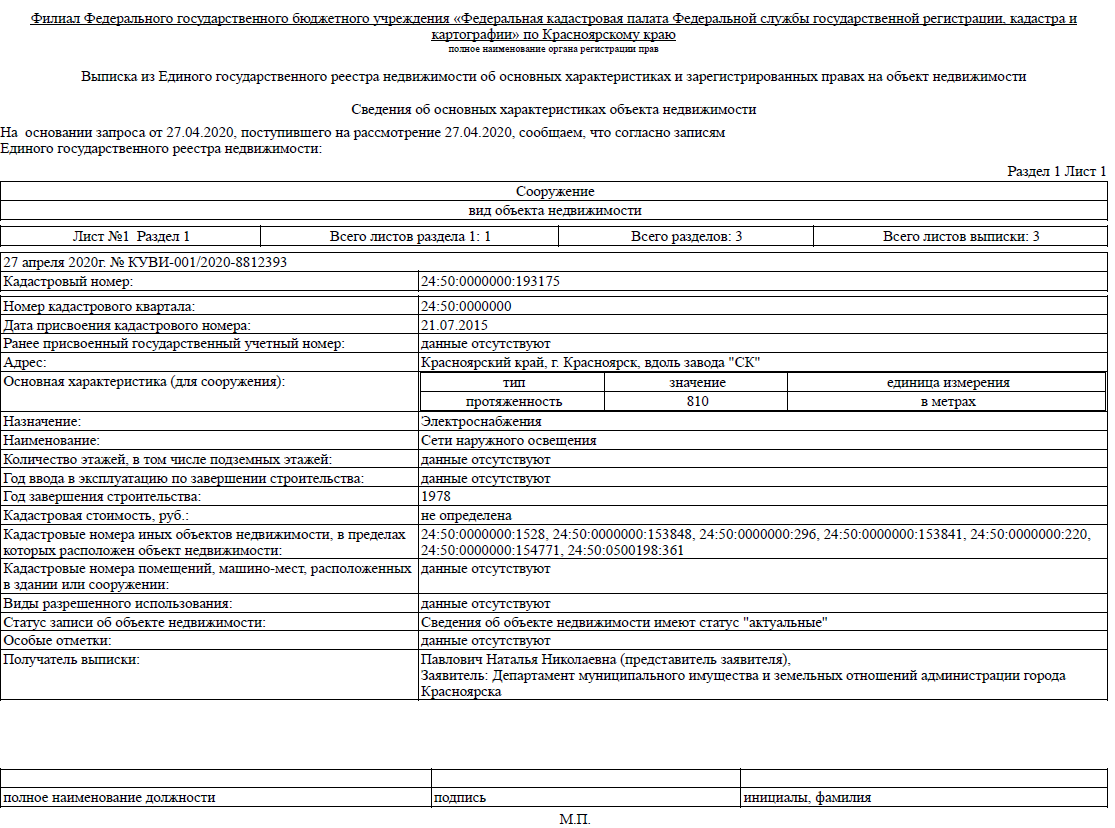 Филиал Федерального государственного бюджетного учреждения «Федеральная кадастровая палата Федеральной службы государственной регистрации, кадастра и
картографии» по Красноярскому краю
полное наименование органа регистрации прав
Выписка из Единого государственного реестра недвижимости об основных характеристиках и зарегистрированных правах на объект недвижимости
Сведения об основных характеристиках объекта недвижимости
На основании запроса от 27.04.2020, поступившего на рассмотрение 27.04.2020, сообщаем, что согласно записям
Единого государственного реестра недвижимости:
Раздел 1 Лист 1
Сооружение
вид объекта недвижимости
Лист №1 Раздел 1 Всего листов раздела 1: 1 Всего разделов: 3 Всего листов выписки: 3
27 апреля 2020г. № КУВИ-001/2020-8812393
Кадастровый номер: 24:50:0000000:193175
Номер кадастрового квартала: 24:50:0000000
Дата присвоения кадастрового номера: 21.07.2015
Ранее присвоенный государственный учетный номер: данные отсутствуют
Адрес: Красноярский край, г. Красноярск, вдоль завода "СК"
Основная характеристика (для сооружения): тип значение единица измерения
протяженность 810 в метрах
Назначение: Электроснабжения
Наименование: Сети наружного освещения
Количество этажей, в том числе подземных этажей: данные отсутствуют
Год ввода в эксплуатацию по завершении строительства: данные отсутствуют
Год завершения строительства: 1978
Кадастровая стоимость, руб.: не определена
Кадастровые номера иных объектов недвижимости, в пределах 24:50:0000000:1528, 24:50:0000000:153848, 24:50:0000000:296, 24:50:0000000:153841, 24:50:0000000:220,
которых расположен объект недвижимости: 24:50:0000000:154771, 24:50:0500198:361
Кадастровые номера помещений, машино-мест, расположенных данные отсутствуют
в здании или сооружении:
Виды разрешенного использования: данные отсутствуют
Статус записи об объекте недвижимости: Сведения об объекте недвижимости имеют статус "актуальные"
Особые отметки: данные отсутствуют
Получатель выписки: Павлович Наталья Николаевна (представитель заявителя),
Заявитель: Департамент муниципального имущества и земельных отношений администрации города
Красноярска
полное наименование должности подпись инициалы, фамилия
М.П.